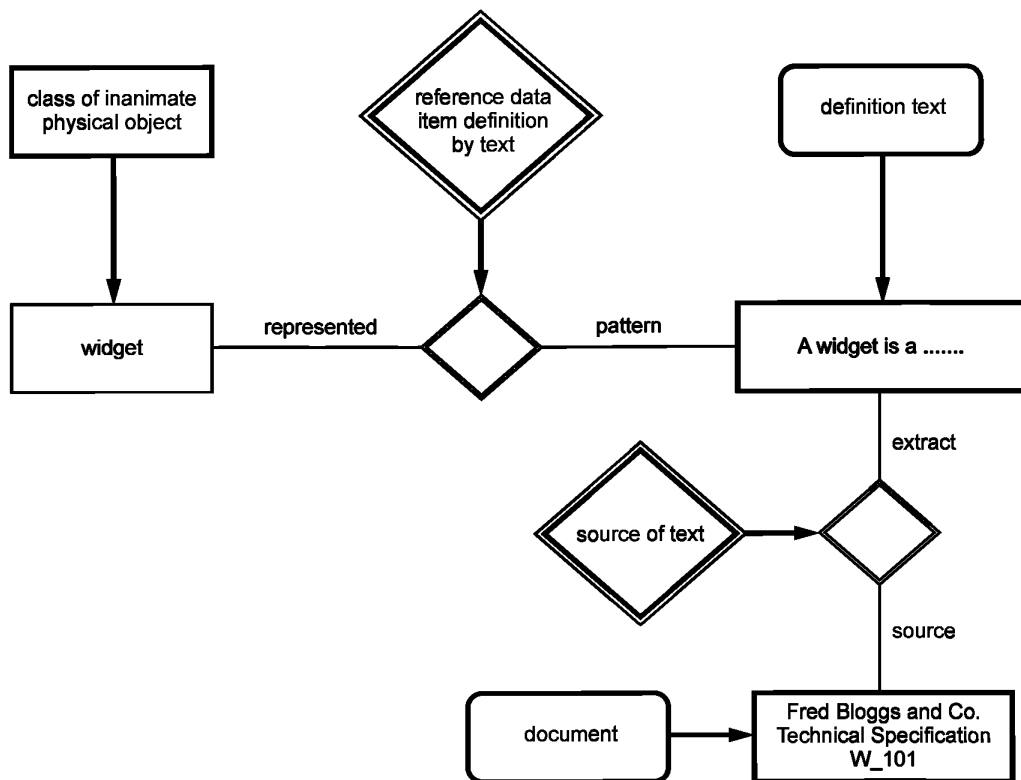 class of inanimate
physical object
reference data
item definition
by text
definition text
widget
represented
pattern
A widget is a .......
extract
source of text
source
document
Fred Bloggs and Co.
Technical Specification
W_101